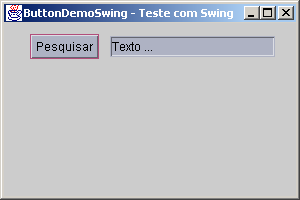 ButtonDemoSwing - Teste com Swing
Pesquisar
Texto ...